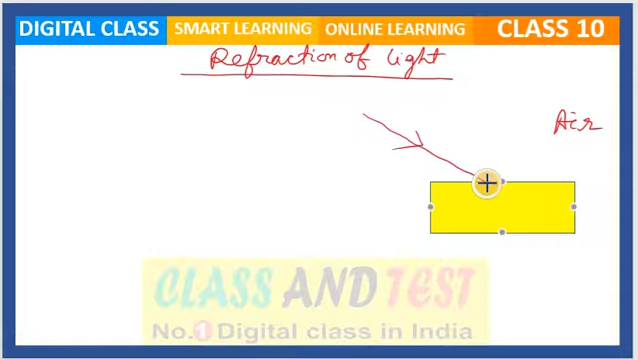 DIGITAL CLASS SMART LEARNING ONLINE LEARNING CLASS 10
Refraction of light
Air
CLASS AND TEST
No.1 Digital class in India